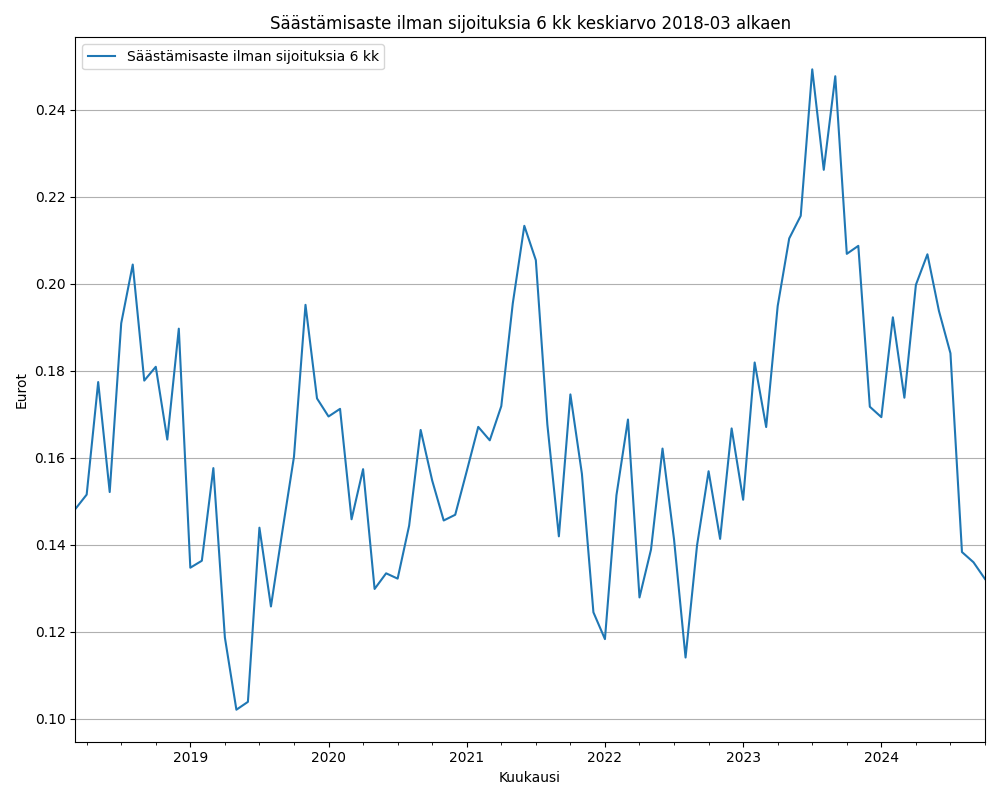 Säästämisaste ilman sijoituksia 6 kk keskiarvo 2018-03 alkaen
Säästämisaste ilman sijoituksia 6 kk
0.24
0.22
0.20
0.18
0.16
0.14
0.12
0.10
Eurot
2019 2020 2021 2022 2023 2024
Kuukausi